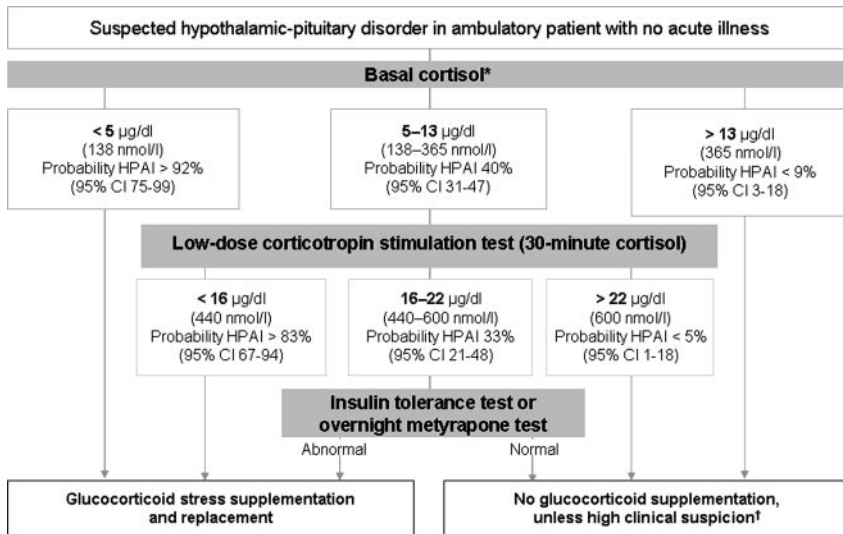 Suspected hypothalamic-pituitary disorder in ambulatory patient with no acute illness
Basal cortisol*
< 5 µg/dl
(138 nmol/l)
Probability HPAI > 92%
(95% CI 75-99)
5–13 µg/dl
(138–365 nmol/l)
Probability HPAI 40%
(95% CI 31-47)
> 13 µg/dl
(365 nmol/l)
Probability HPAI < 9%
(95% CI 3-18)
Low-dose corticotropin stimulation test (30-minute cortisol)
< 16 µg/dl
(440 nmol/l)
Probability HPAI > 83%
(95% CI 67-94)
16–22 µg/dl
(440–600 nmol/l)
Probability HPAI 33%
(95% CI 21-48)
> 22 µg/dl
(600 nmol/l)
Probability HPAI < 5%
(95% CI 1-18)
Insulin tolerance test or
overnight metyrapone test
Abnormal
Normal
Glucocorticoid stress supplementation
and replacement
No glucocorticoid supplementation,
unless high clinical suspicion†